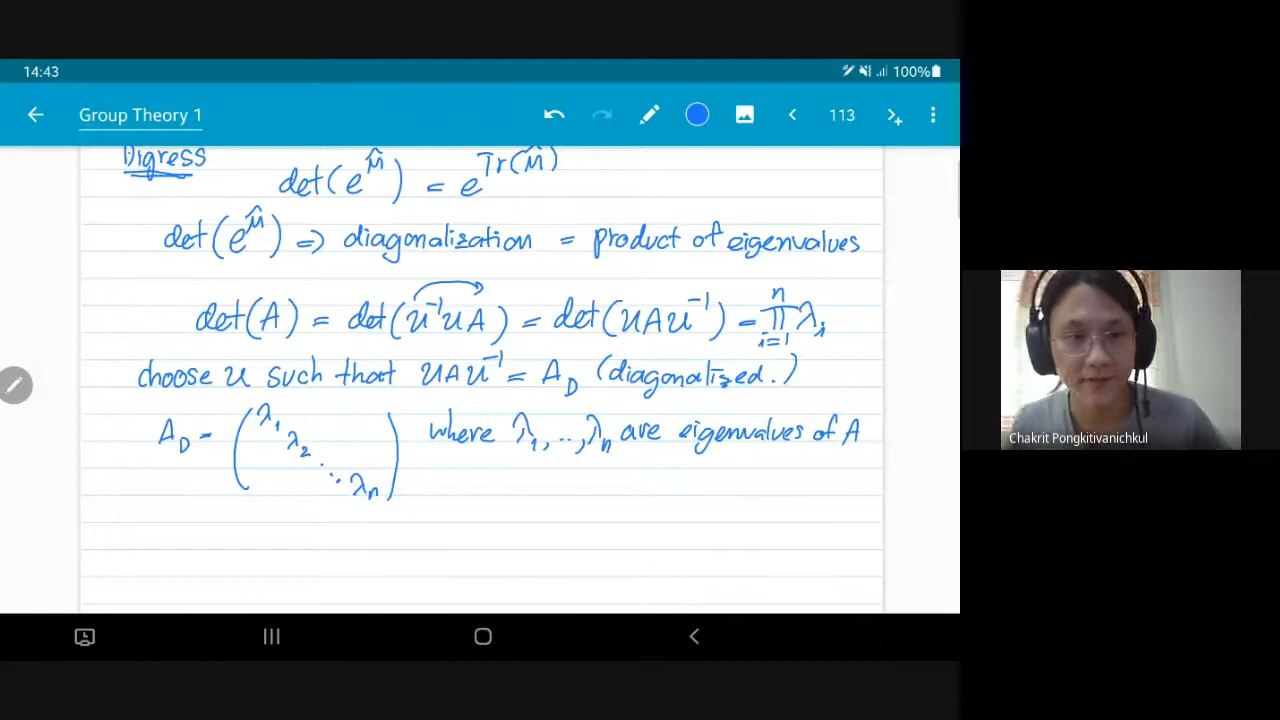 14:43
100%
Group Theory 1
113
Digress
det(e^M̂) = e^Tr(M̂)
det(e^M̂) => diagonalization = product of eigenvalues
det(A) = det(U⁻¹UA) = det(UAU⁻¹) = ∏ᵢ₌₁ⁿ λᵢ
choose U such that UAU⁻¹ = A_D (diagonalized.)
A_D = (λ₁ λ₂ ⋱ λₙ) where λ₁, .., λₙ are eigenvalues of A
Chakrit Pongkitivanichkul